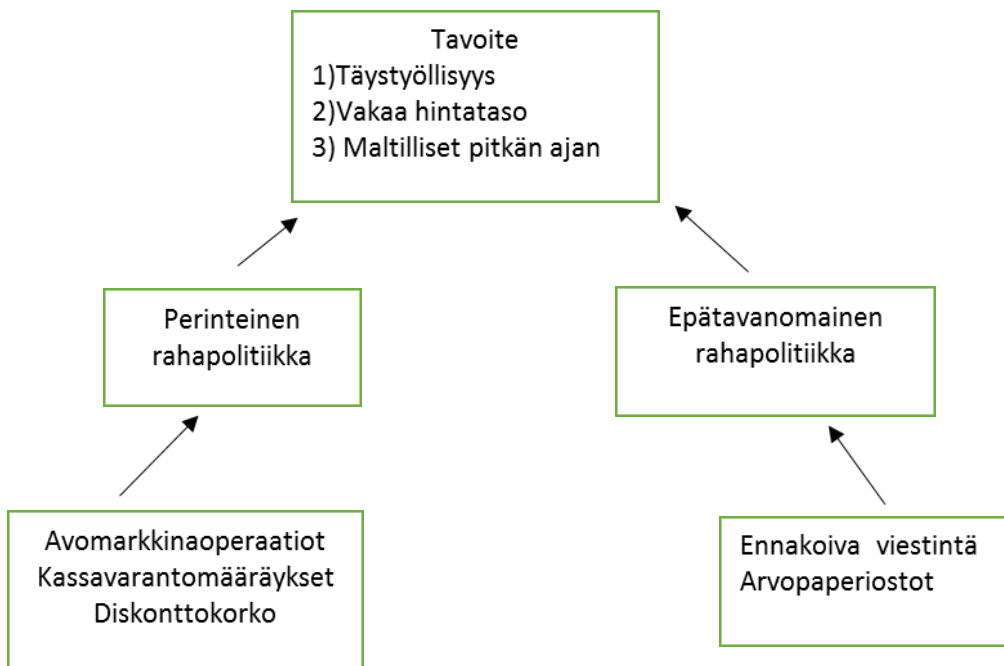 Tavoite
1)Täystyöllisyys
2)Vakaa hintataso
3) Maltilliset pitkän ajan
Perinteinen
rahapolitiikka
Epätavanomainen
rahapolitiikka
Avomarkkinaoperaatiot
Kassavarantomääräykset
Diskonttokorko
Ennakoiva viestintä
Arvopaperiostot